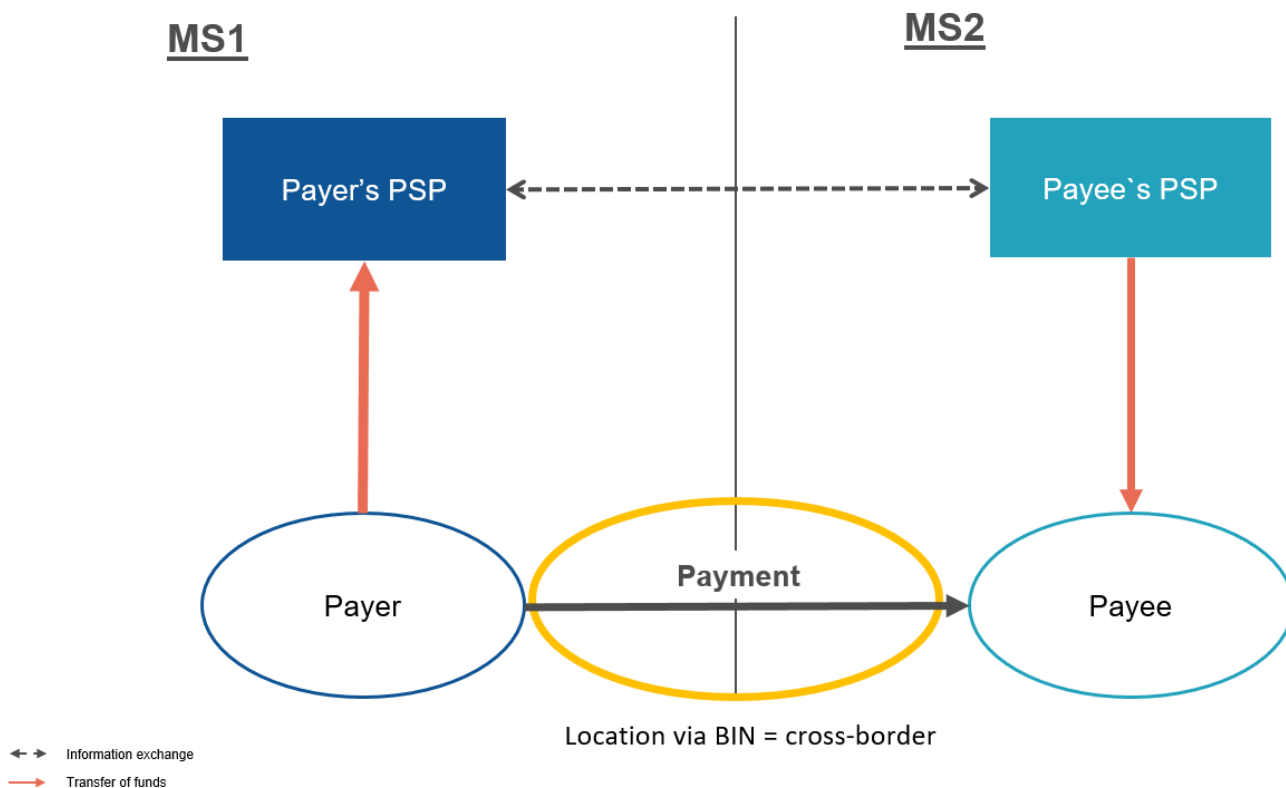 MS1
MS2
Payer’s PSP
Payee`s PSP
Payment
Payer
Payee
Location via BIN = cross-border
Information exchange
Transfer of funds